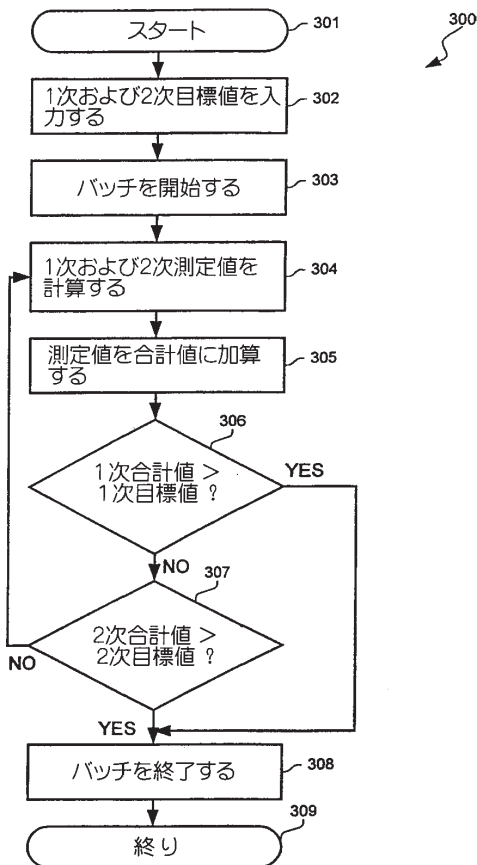 スタート
301
300
1次および2次目標値を入
力する
302
バッチを開始する
303
1次および2次測定値を
計算する
304
測定値を合計値に加算
する
305
306
1次合計値 >
1次目標値 ?
YES
NO
307
2次合計値 >
2次目標値 ?
NO
YES
バッチを終了する
308
309
終り